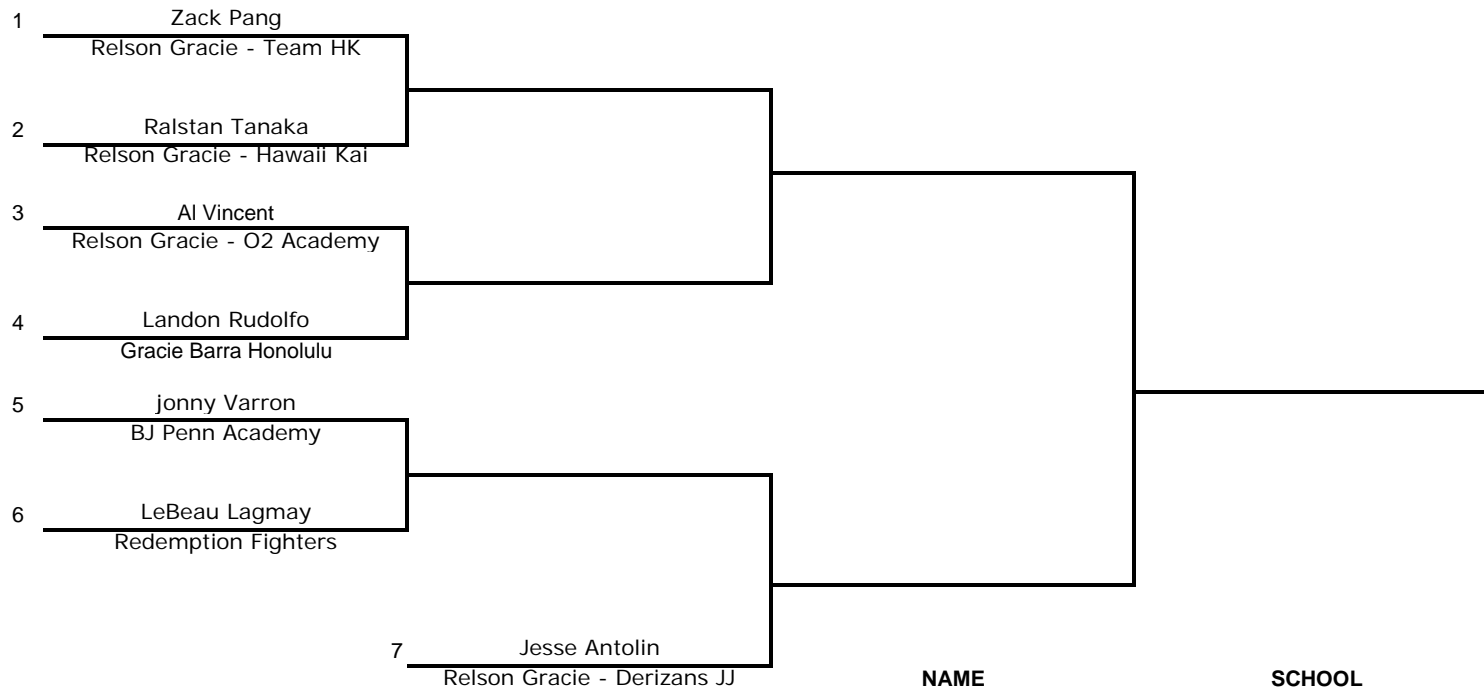 1
Zack Pang
Relson Gracie - Team HK
2
Ralstan Tanaka
Relson Gracie - Hawaii Kai
3
Al Vincent
Relson Gracie - O2 Academy
4
Landon Rudolfo
Gracie Barra Honolulu
5
jonny Varron
BJ Penn Academy
6
LeBeau Lagmay
Redemption Fighters
7
Jesse Antolin
Relson Gracie - Derizans JJ
NAME
SCHOOL